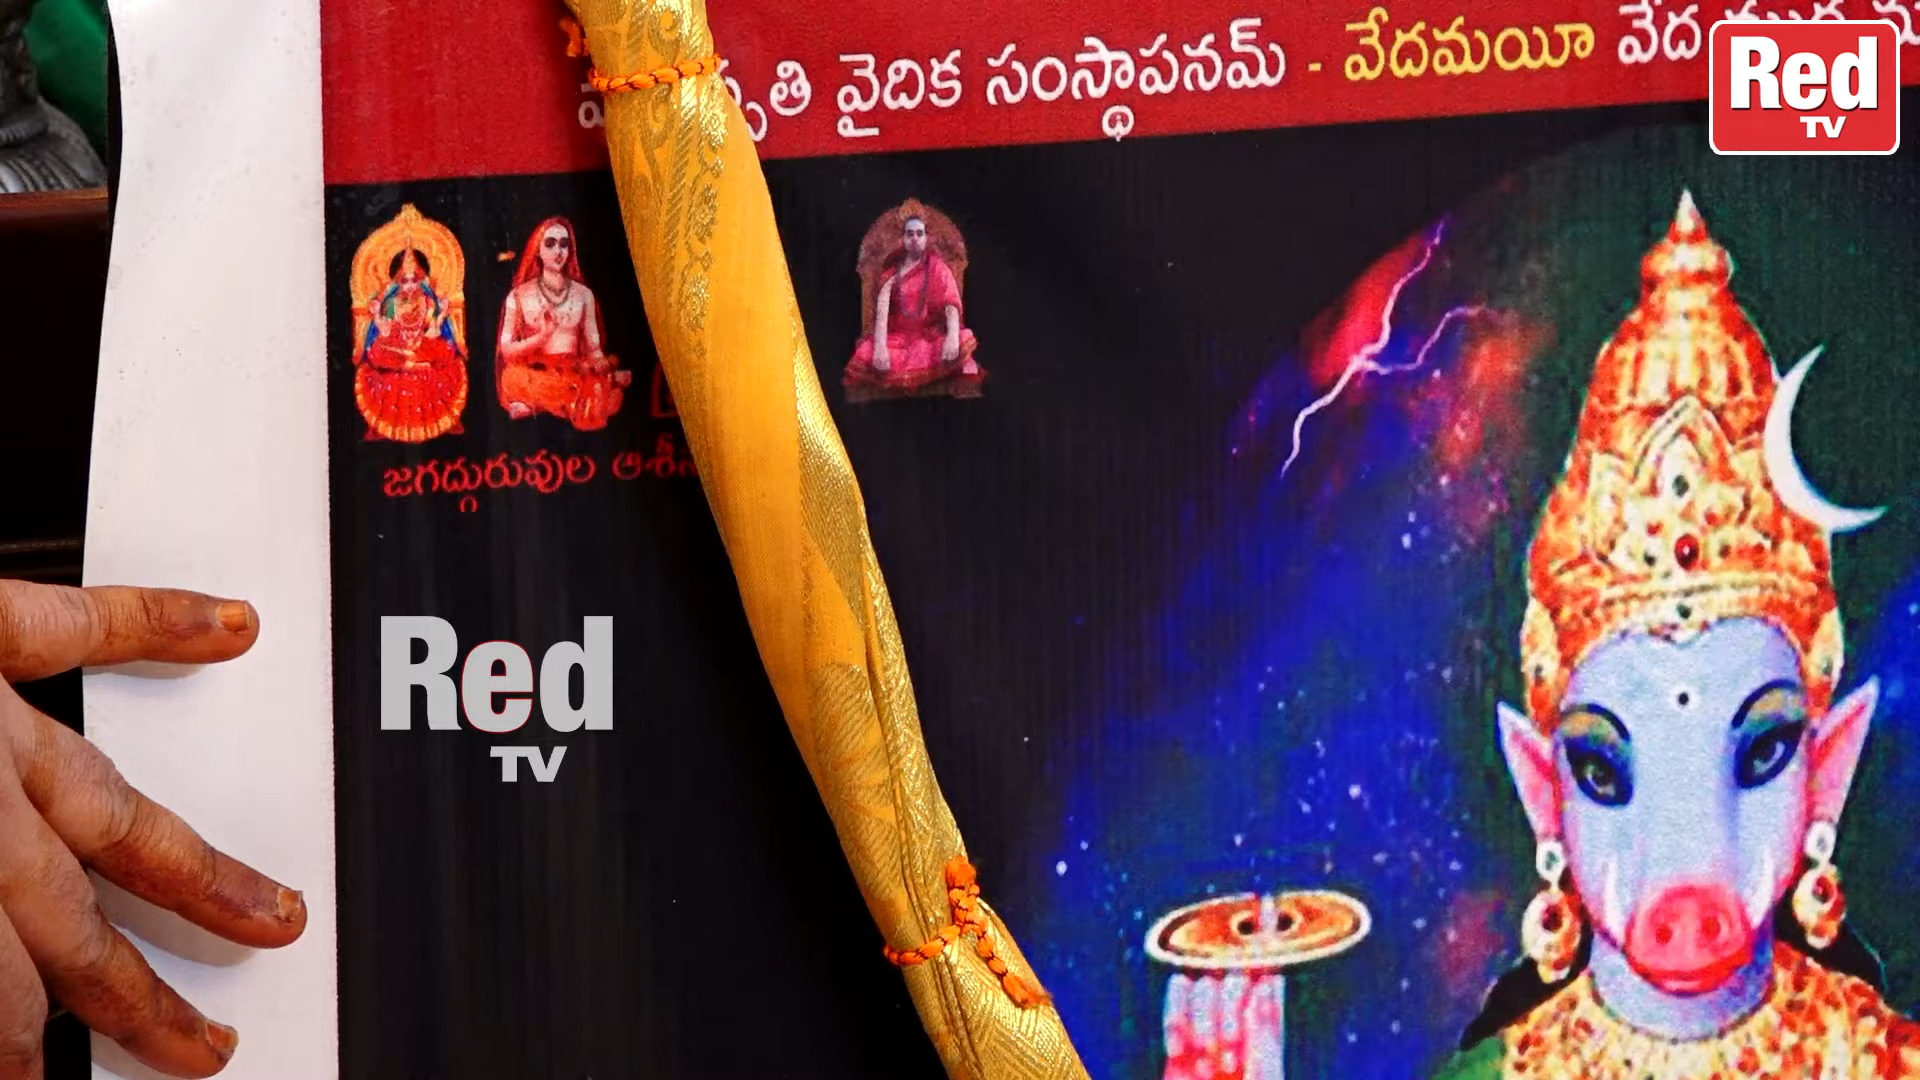 వైదిక సంస్థాపనమ్ - వేదమయీ వేద
Red
TV
జగద్గురువుల
Red
TV